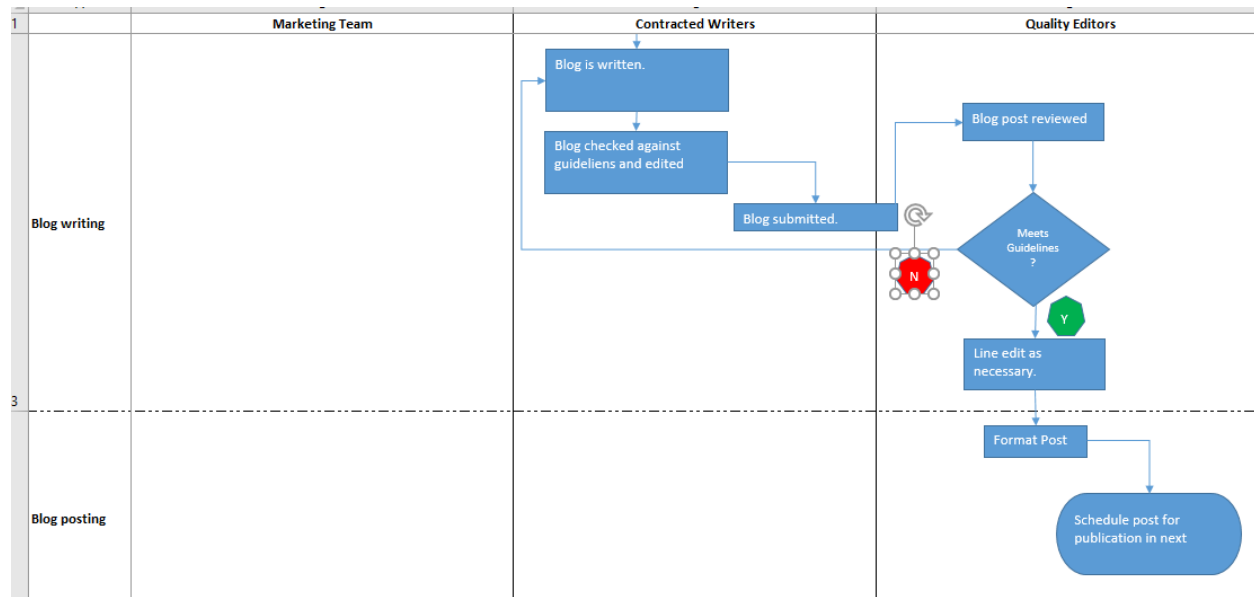 1
Marketing Team
Contracted Writers
Quality Editors
Blog writing
Blog is written.
Blog checked against
guideliens and edited
Blog submitted.
Blog post reviewed
Meets
Guidelines
?
N
Y
Line edit as
necessary.
3
Blog posting
Format Post
Schedule post for
publication in next